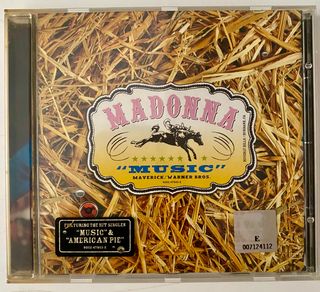 MADONNA
"MUSIC"
MAVERICK/WARNER BROS.
FEATURING THE HIT SINGLES
"MUSIC" &
"AMERICAN PIE"
E
007124112